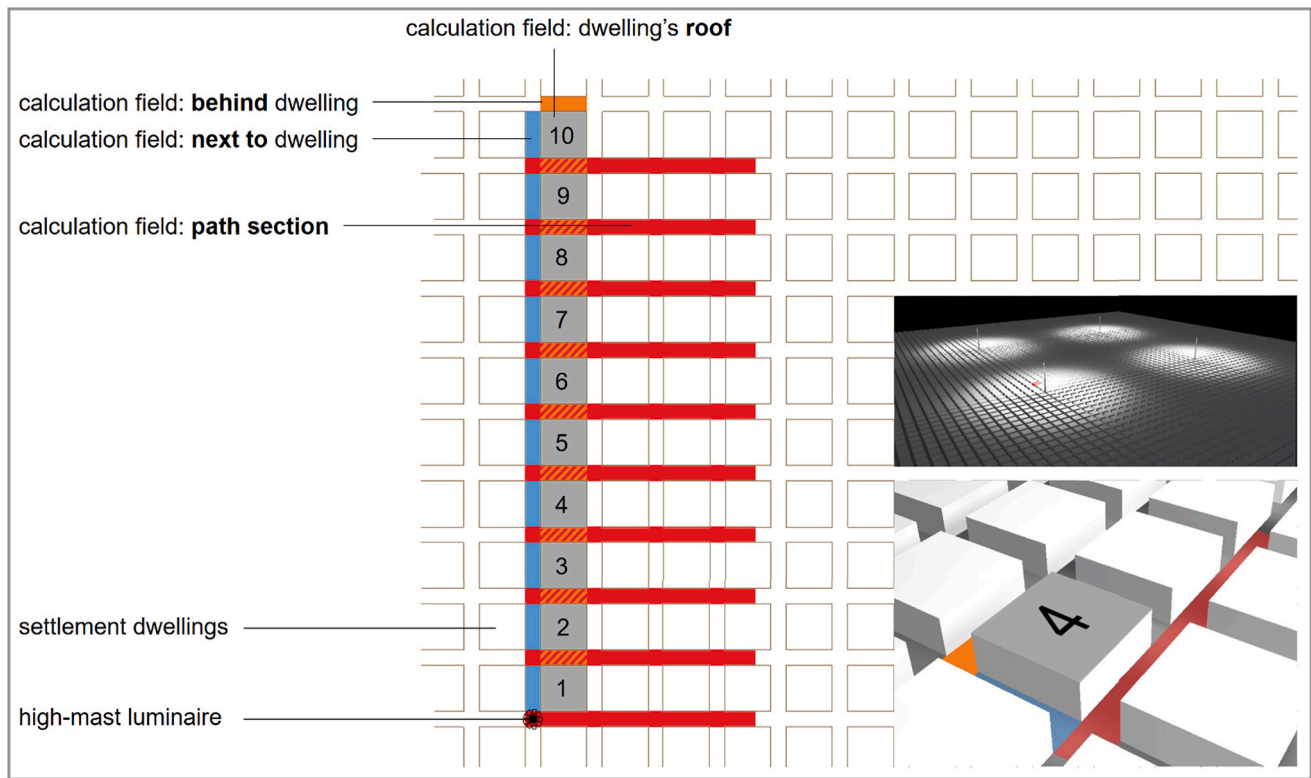 calculation field: dwelling's roof
calculation field: behind dwelling
calculation field: next to dwelling
10
9
calculation field: path section
8
7
6
5
4
3
settlement dwellings
2
1
high-mast luminaire
4